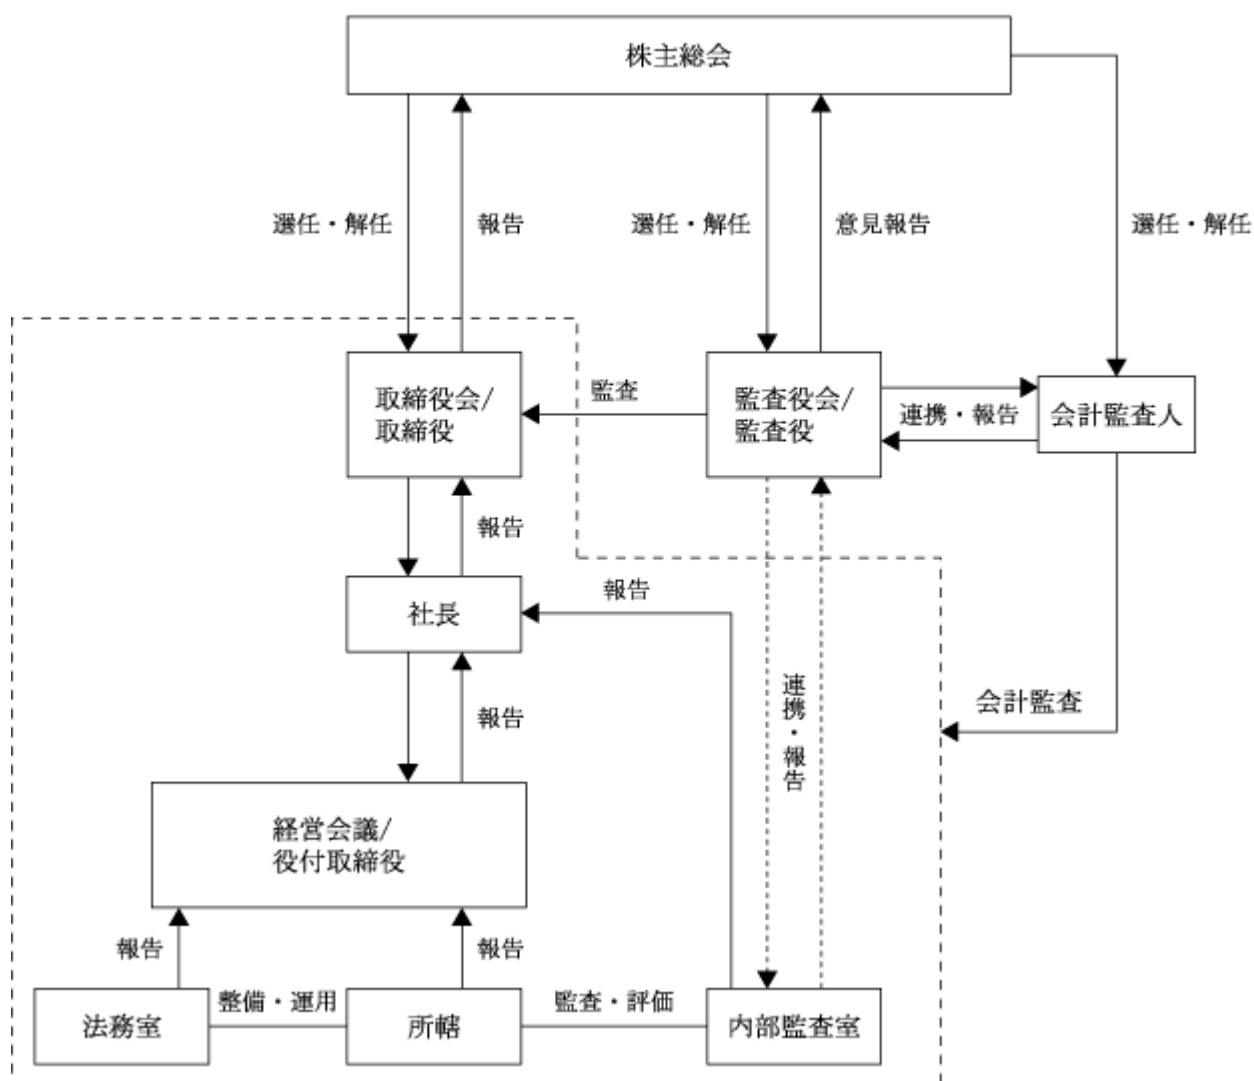 株主総会
選任・解任
報告
選任・解任
意見報告
選任・解任
取締役会/
取締役
監査
監査役会/
監査役
連携・報告
会計監査人
報告
社長
報告
連携・報告
会計監査
報告
経営会議/
役付取締役
報告
報告
法務室
整備・運用
所轄
監査・評価
内部監査室